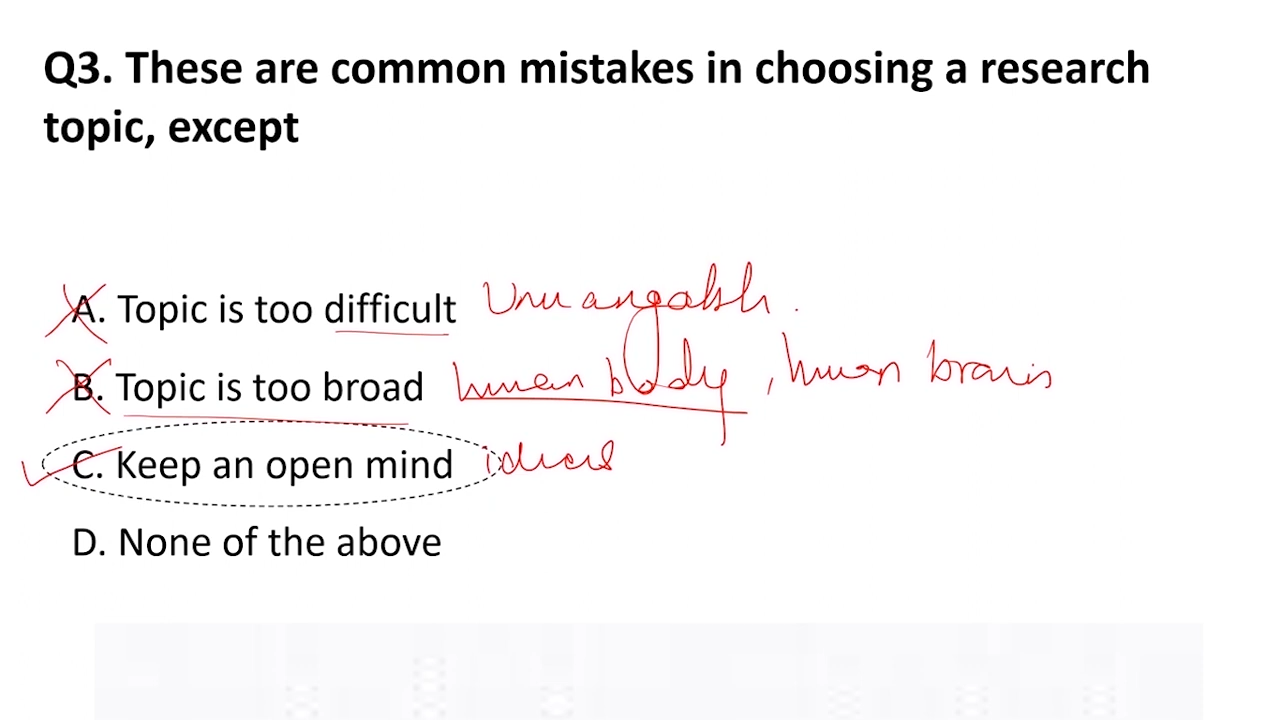 Q3. These are common mistakes in choosing a research
topic, except
A. Topic is too difficult
B. Topic is too broad human body, human brain
C. Keep an open mind ideas
D. None of the above